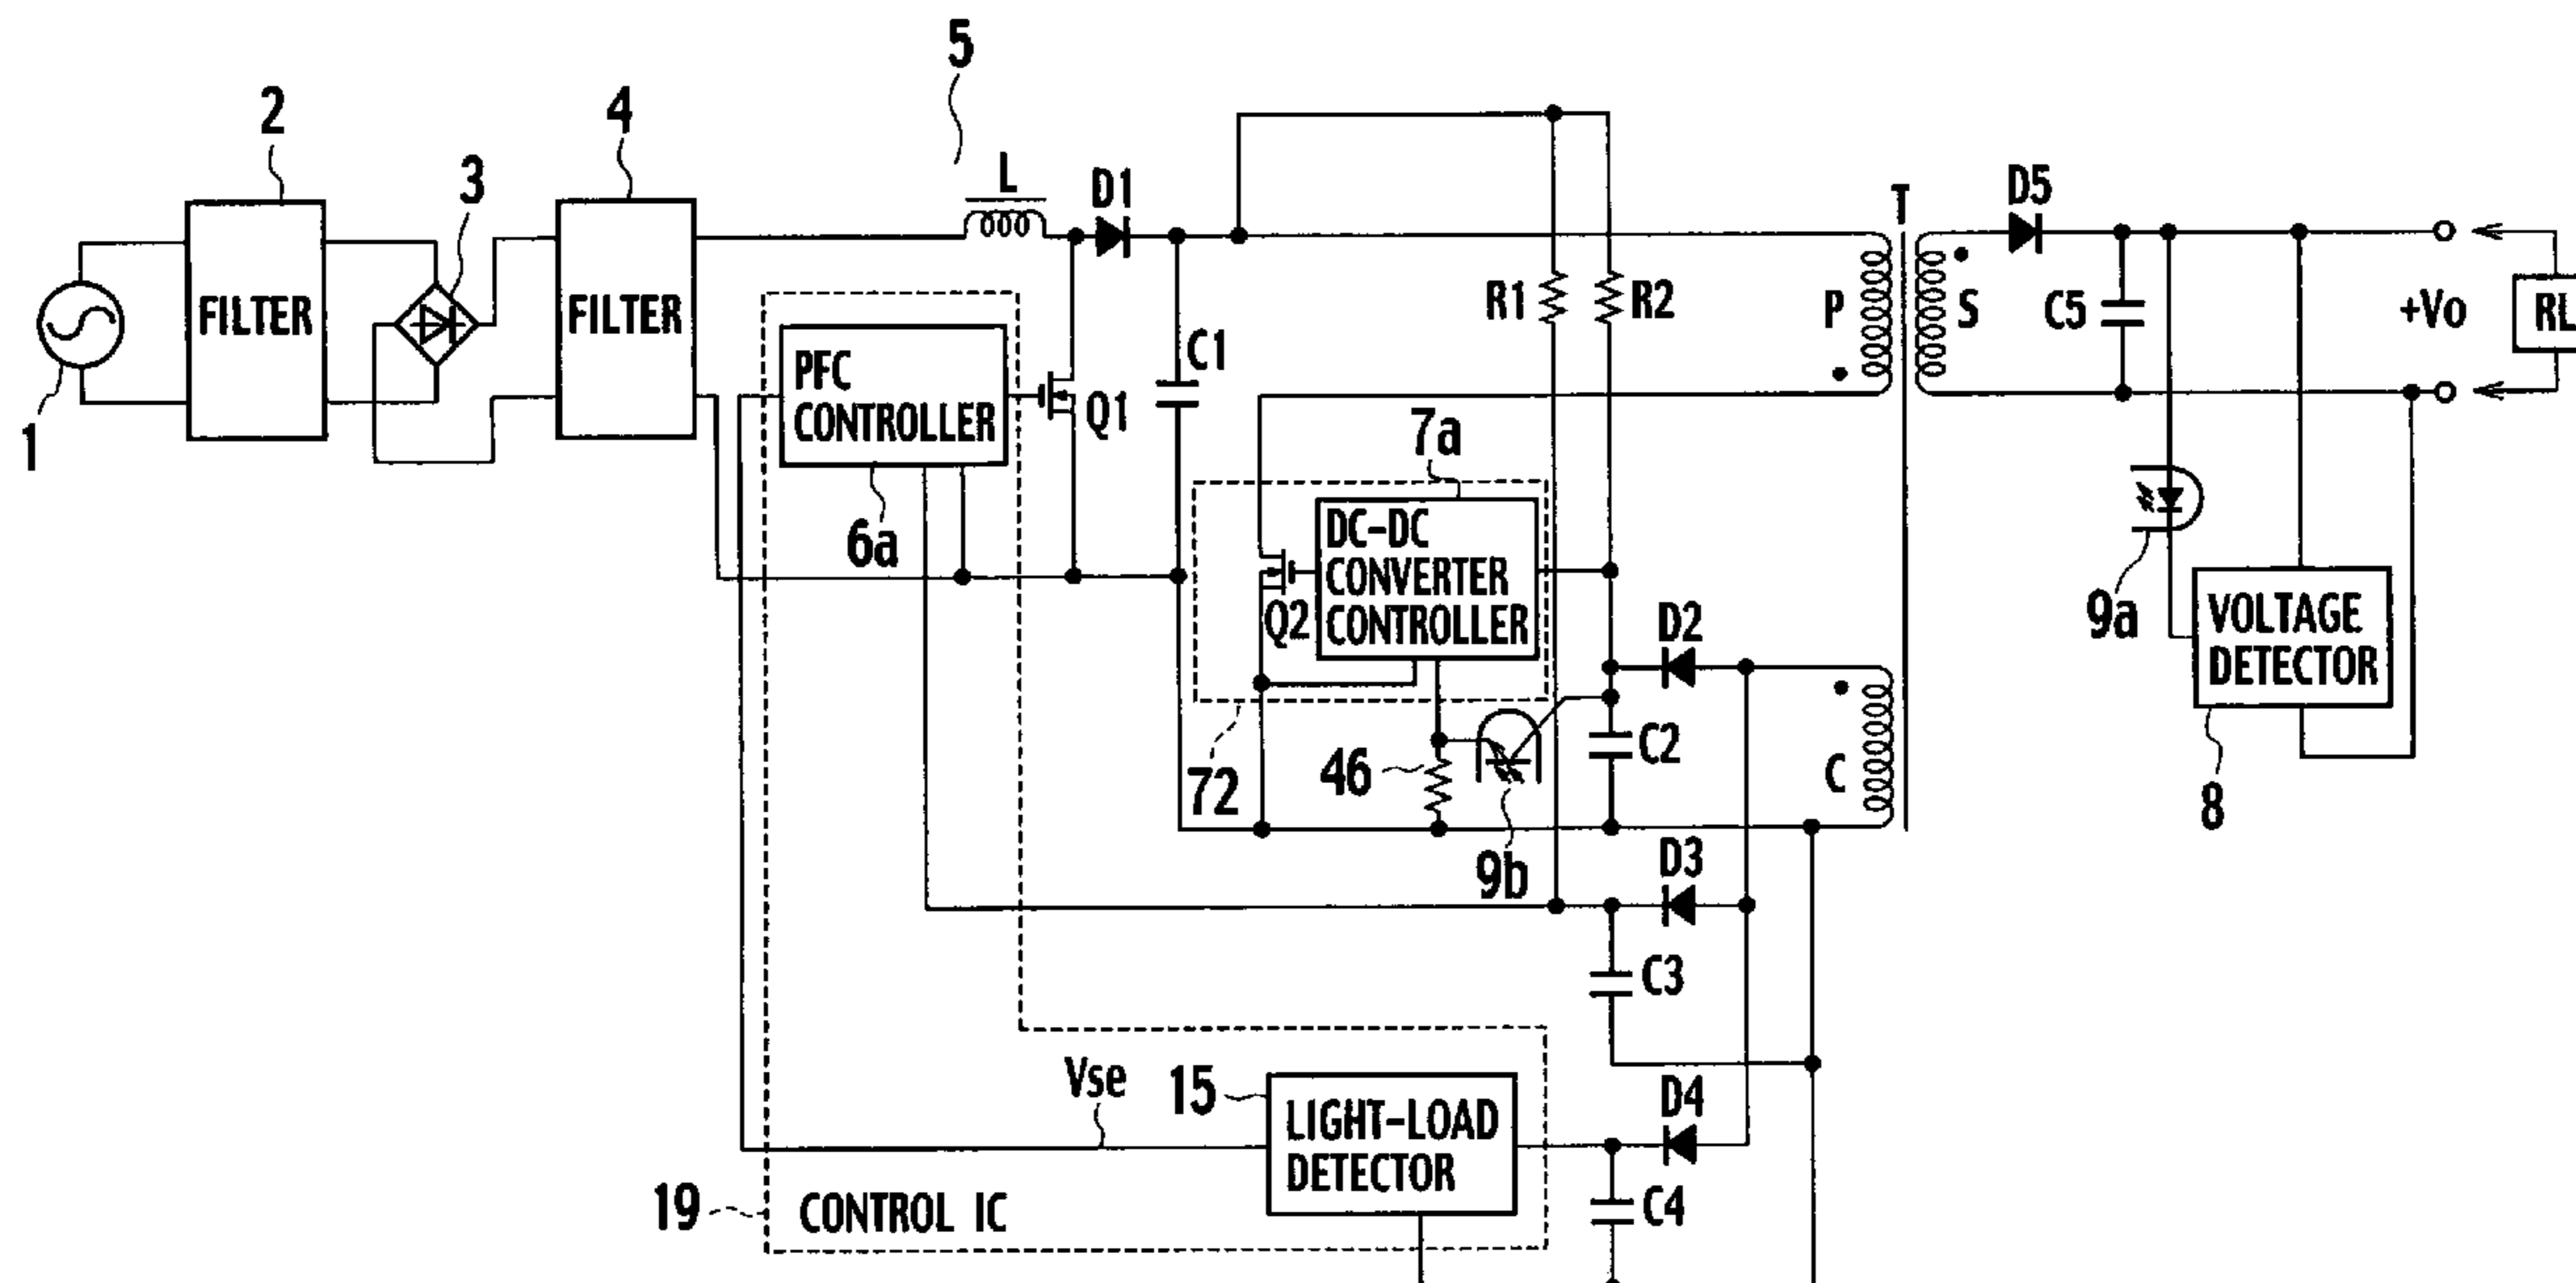 5
2
4
3
L
D1
T
D5
FILTER
FILTER
R1
R2
P
S
C5
+Vo
RL
PFC
CONTROLLER
C1
Q1
1
7a
6a
DC-DC
CONVERTER
CONTROLLER
Q2
D2
9a
VOLTAGE
DETECTOR
72
46
C2
C
8
9b
D3
C3
Vse
15
LIGHT-LOAD
DETECTOR
D4
19
CONTROL IC
C4